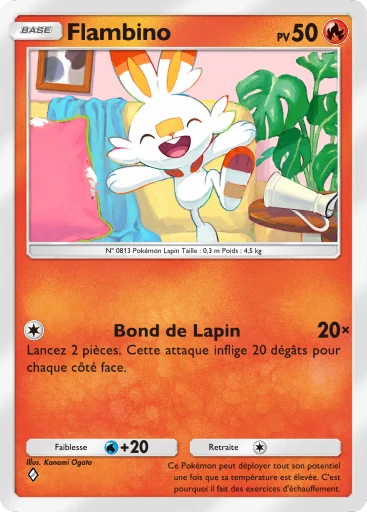 BASE Flambino PV 50
N° 0813 Pokémon Lapin Taille : 0,3 m Poids : 4,5 kg
Bond de Lapin 20×
Lancez 2 pièces. Cette attaque inflige 20 dégâts pour
chaque côté face.
Faiblesse +20 Retraite
Illus. Kanami Ogata
Ce Pokémon peut déployer tout son potentiel
une fois que sa température est élevée. C'est
pourquoi il fait des exercices d'échauffement.